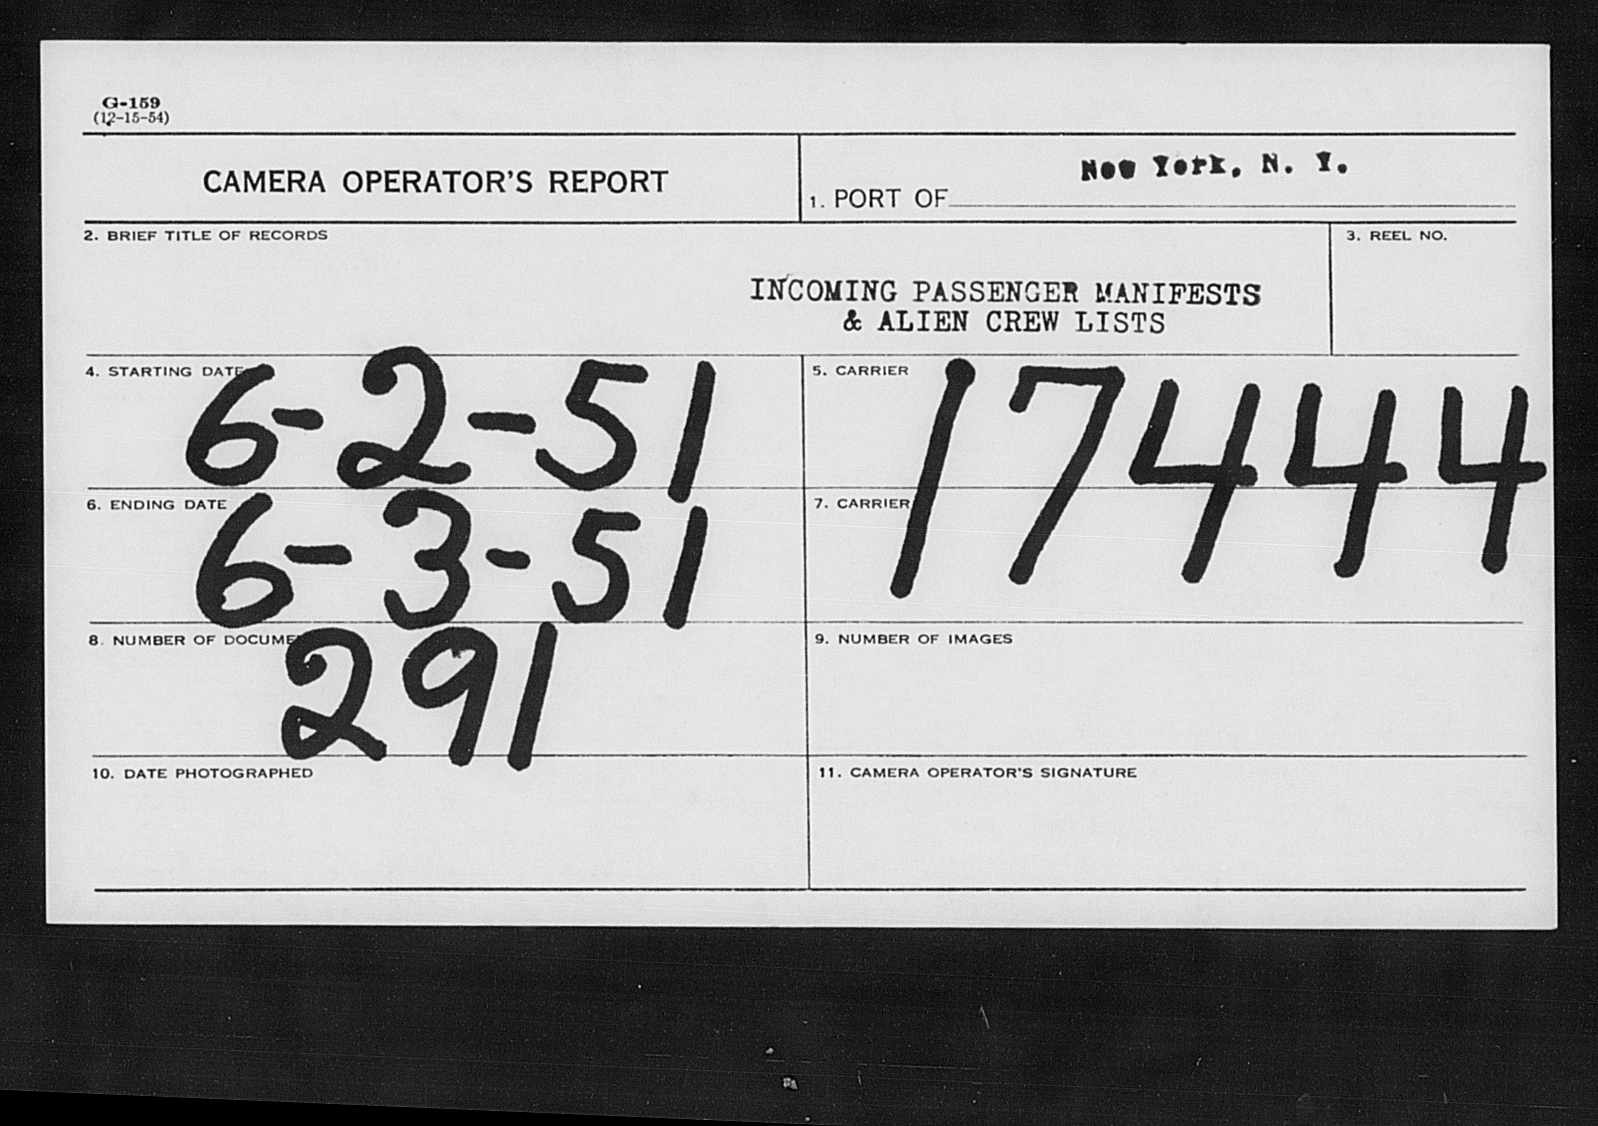 G-159
(12-15-54)
CAMERA OPERATOR'S REPORT
1. PORT OF New York, N. Y.
2. BRIEF TITLE OF RECORDS
INCOMING PASSENGER MANIFESTS
& ALIEN CREW LISTS
3. REEL NO.
4. STARTING DATE
6-2-51
5. CARRIER
17444
6. ENDING DATE
6-3-51
7. CARRIER
8. NUMBER OF DOCUME
291
9. NUMBER OF IMAGES
10. DATE PHOTOGRAPHED
11. CAMERA OPERATOR'S SIGNATURE